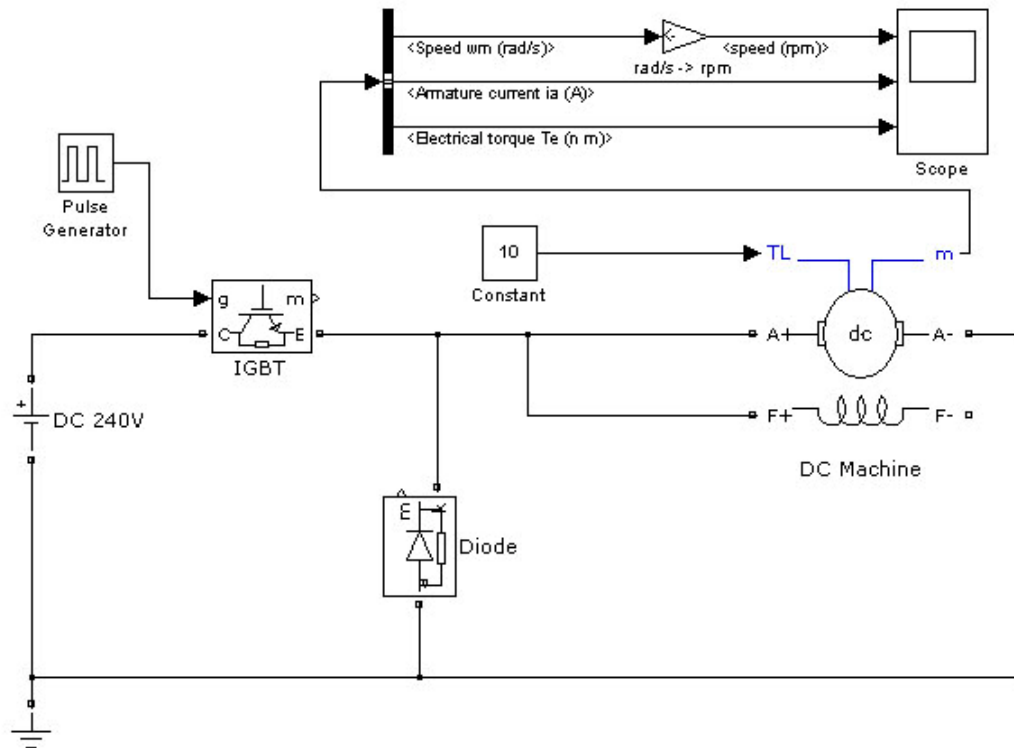 <Speed wm (rad/s)>
<speed (rpm)>
rad/s -> rpm
<Armature current ia (A)>
<Electrical torque Te (n m)>
Scope
Pulse
Generator
10
Constant
TL
m
g
m
C
E
IGBT
A+
dc
A-
+
DC 240V
F+
F-
DC Machine
E
Diode